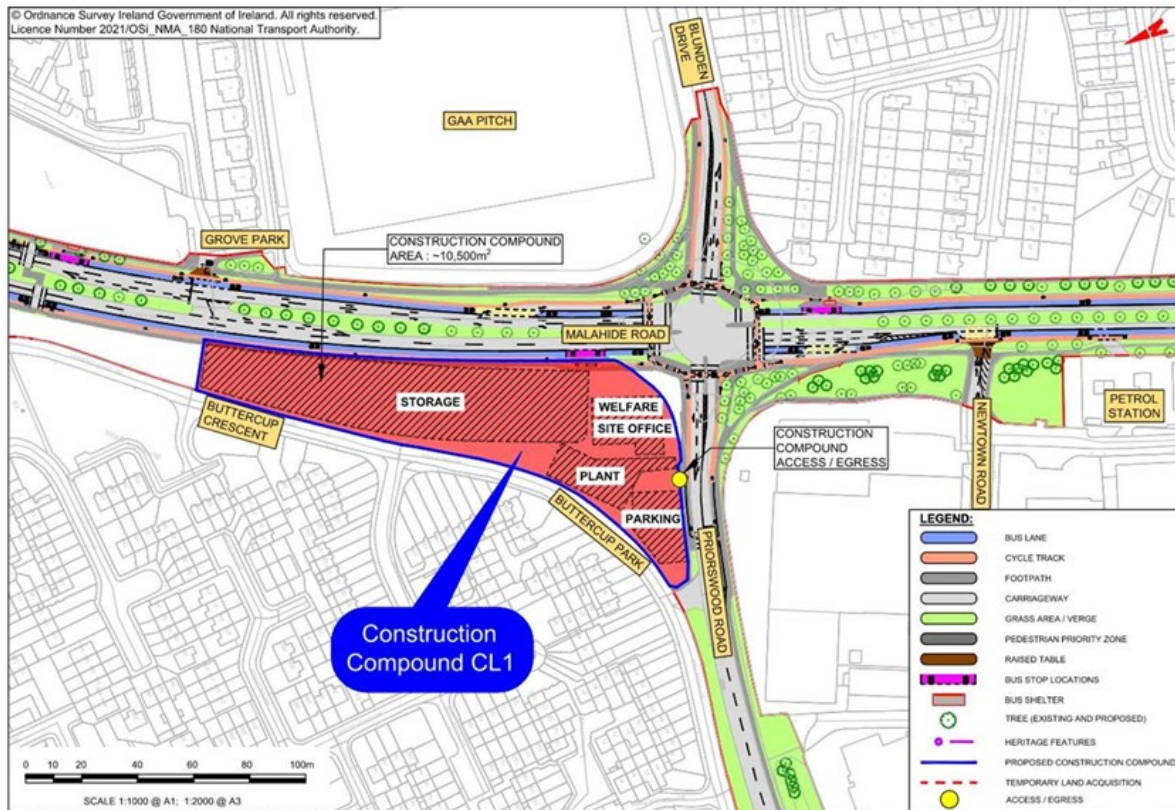 © Ordnance Survey Ireland Government of Ireland. All rights reserved.
Licence Number 2021/OSi_NMA_180 National Transport Authority.
N
BLUNDEN
DRIVE
GAA PITCH
GROVE PARK
CONSTRUCTION COMPOUND
AREA : ~10,500m²
MALAHIDE ROAD
BUTTERCUP
CRESCENT
STORAGE
WELFARE
SITE OFFICE
PLANT
PARKING
CONSTRUCTION
COMPOUND
ACCESS / EGRESS
BUTTERCUP PARK
PRIORSWOOD ROAD
NEWTOWN ROAD
PETROL
STATION
Construction
Compound CL1
LEGEND:
BUS LANE
CYCLE TRACK
FOOTPATH
CARRIAGEWAY
GRASS AREA / VERGE
PEDESTRIAN PRIORITY ZONE
RAISED TABLE
BUS STOP LOCATIONS
BUS SHELTER
TREE (EXISTING AND PROPOSED)
HERITAGE FEATURES
PROPOSED CONSTRUCTION COMPOUND
TEMPORARY LAND ACQUISITION
ACCESS / EGRESS
0 10 20 40 60 80 100m
SCALE 1:1000 @ A1; 1:2000 @ A3